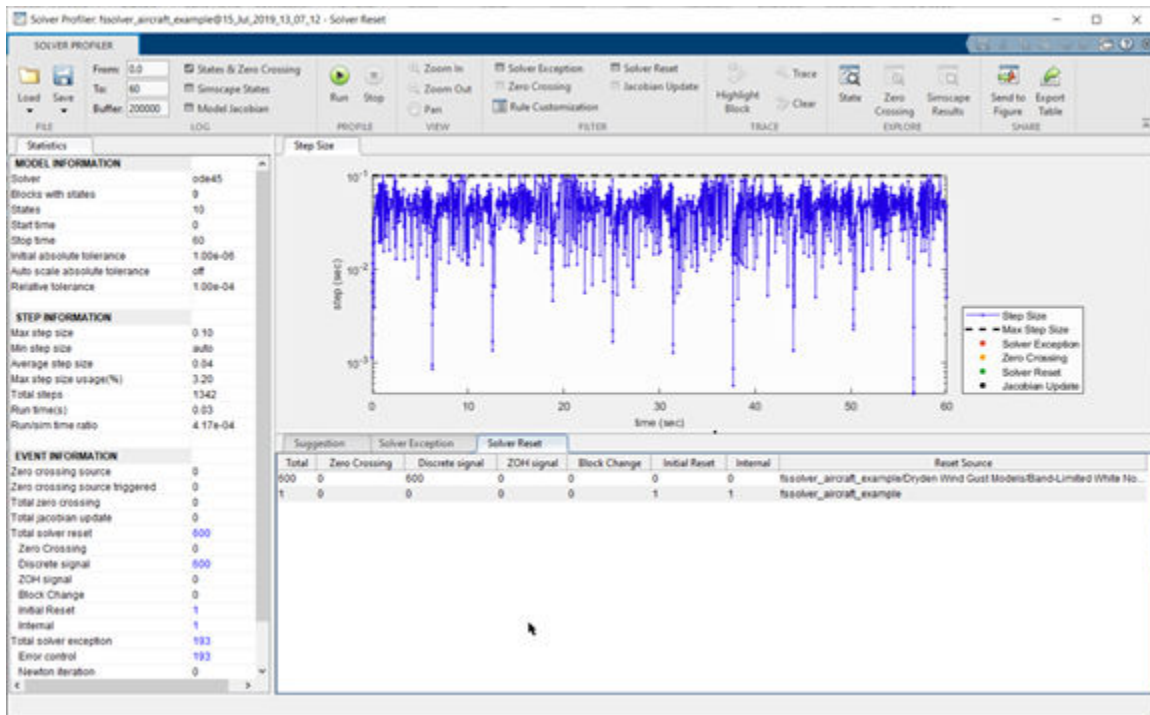 Solver Profiler: fssolver_aircraft_example@15_Jul_2019_13_07_12 - Solver Reset
SOLVER PROFILER
Load
Save
From: 0.0
To: 60
Buffer: 200000
FILE
States & Zero Crossing
Simscape States
Model Jacobian
LOG
Run
Stop
PROFILE
Zoom In
Zoom Out
Pan
VIEW
Solver Exception
Solver Reset
Zero Crossing
Jacobian Update
Rule Customization
FILTER
Highlight Block
Trace
Clear
TRACE
State
Zero Crossing
Simscape Results
EXPLORE
Send to Figure
Export Table
SHARE
Statistics
MODEL INFORMATION
Solver ode45
Blocks with states 9
States 10
Start time 0
Stop time 60
Initial absolute tolerance 1.00e-06
Auto scale absolute tolerance off
Relative tolerance 1.00e-04
STEP INFORMATION
Max step size 0.10
Min step size auto
Average step size 0.04
Max step size usage(%) 3.20
Total steps 1342
Run time(s) 0.03
Run/sim time ratio 4.17e-04
EVENT INFORMATION
Zero crossing source 0
Zero crossing source triggered 0
Total zero crossing 0
Total jacobian update 0
Total solver reset 600
Zero Crossing 0
Discrete signal 600
ZOH signal 0
Block Change 0
Initial Reset 1
Internal 1
Total solver exception 193
Error control 193
Newton iteration 0
Step Size
10⁻¹
10⁻²
10⁻³
step (sec)
0 10 20 30 40 50 60
time (sec)
Step Size
Max Step Size
Solver Exception
Zero Crossing
Solver Reset
Jacobian Update
Suggestion Solver Exception Solver Reset
Total Zero Crossing Discrete signal ZOH signal Block Change Initial Reset Internal Reset Source
600 0 600 0 0 0 0 fssolver_aircraft_example/Dryden Wind Gust Models/Band-Limited White No...
1 0 0 0 0 1 1 fssolver_aircraft_example